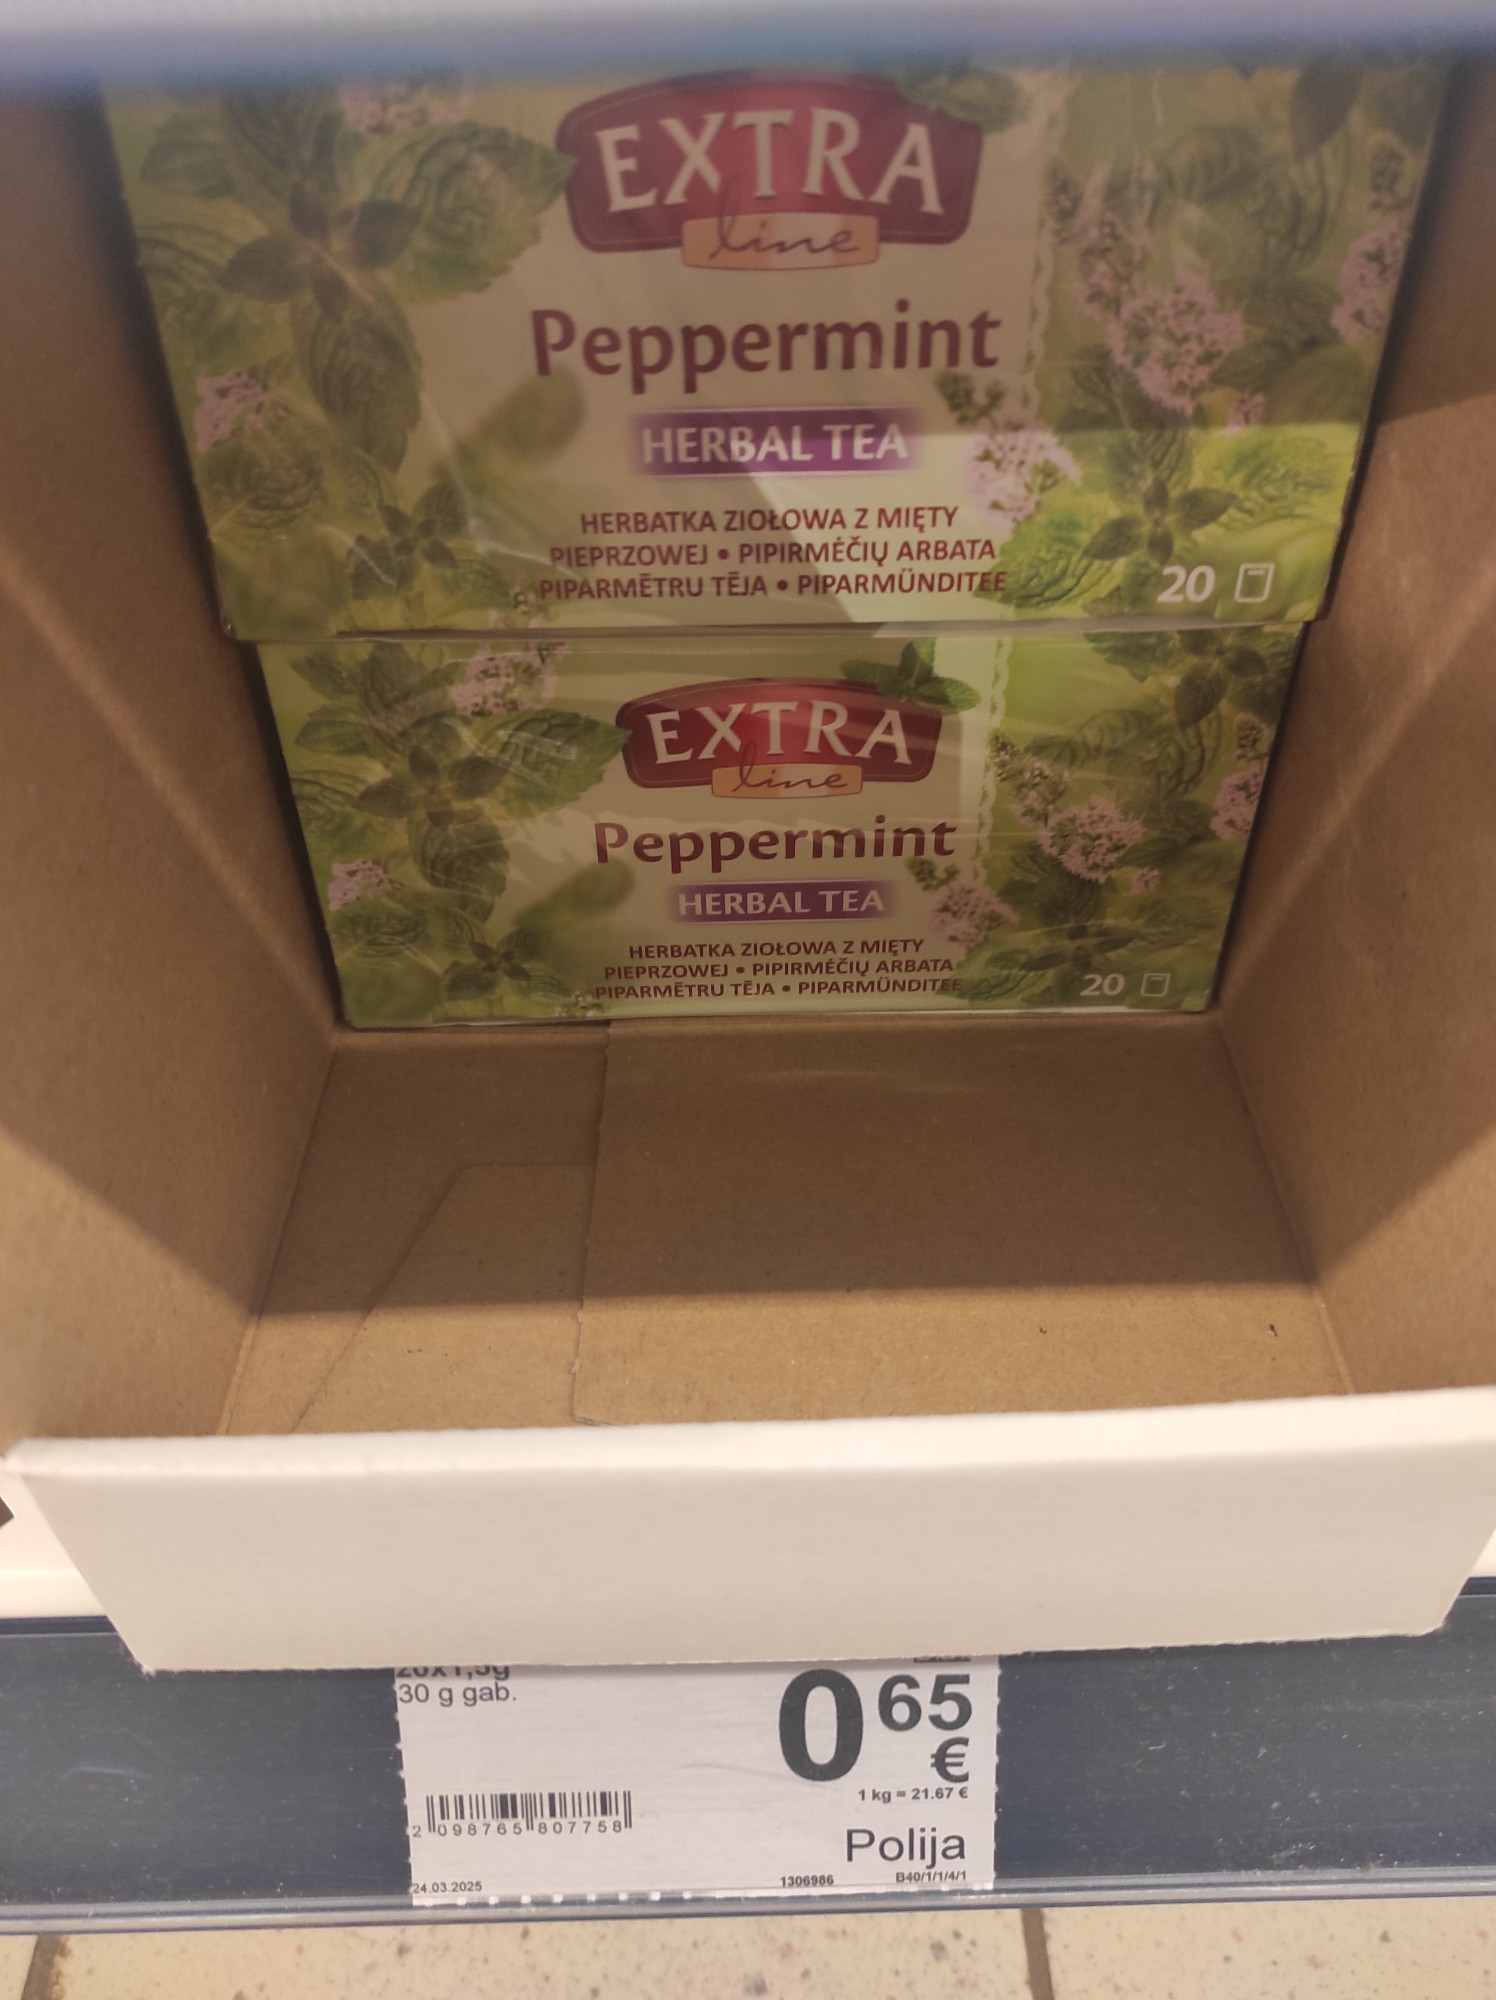 EXTRA
line
Peppermint
HERBAL TEA
HERBATKA ZIOŁOWA Z MIĘTY
PIEPRZOWEJ • PIPIRMĖČIŲ ARBATA
PIPARMĒTRU TĒJA • PIPARMÜNDITEE
20
EXTRA
line
Peppermint
HERBAL TEA
HERBATKA ZIOŁOWA Z MIĘTY
PIEPRZOWEJ • PIPIRMĖČIŲ ARBATA
PIPARMĒTRU TĒJA • PIPARMÜNDITEE
20
20x1,5g
30 g gab.
0 65
€
1 kg = 21.67 €
2 098765 807758
Polija
24.03.2025 1306986 B40/1/1/4/1